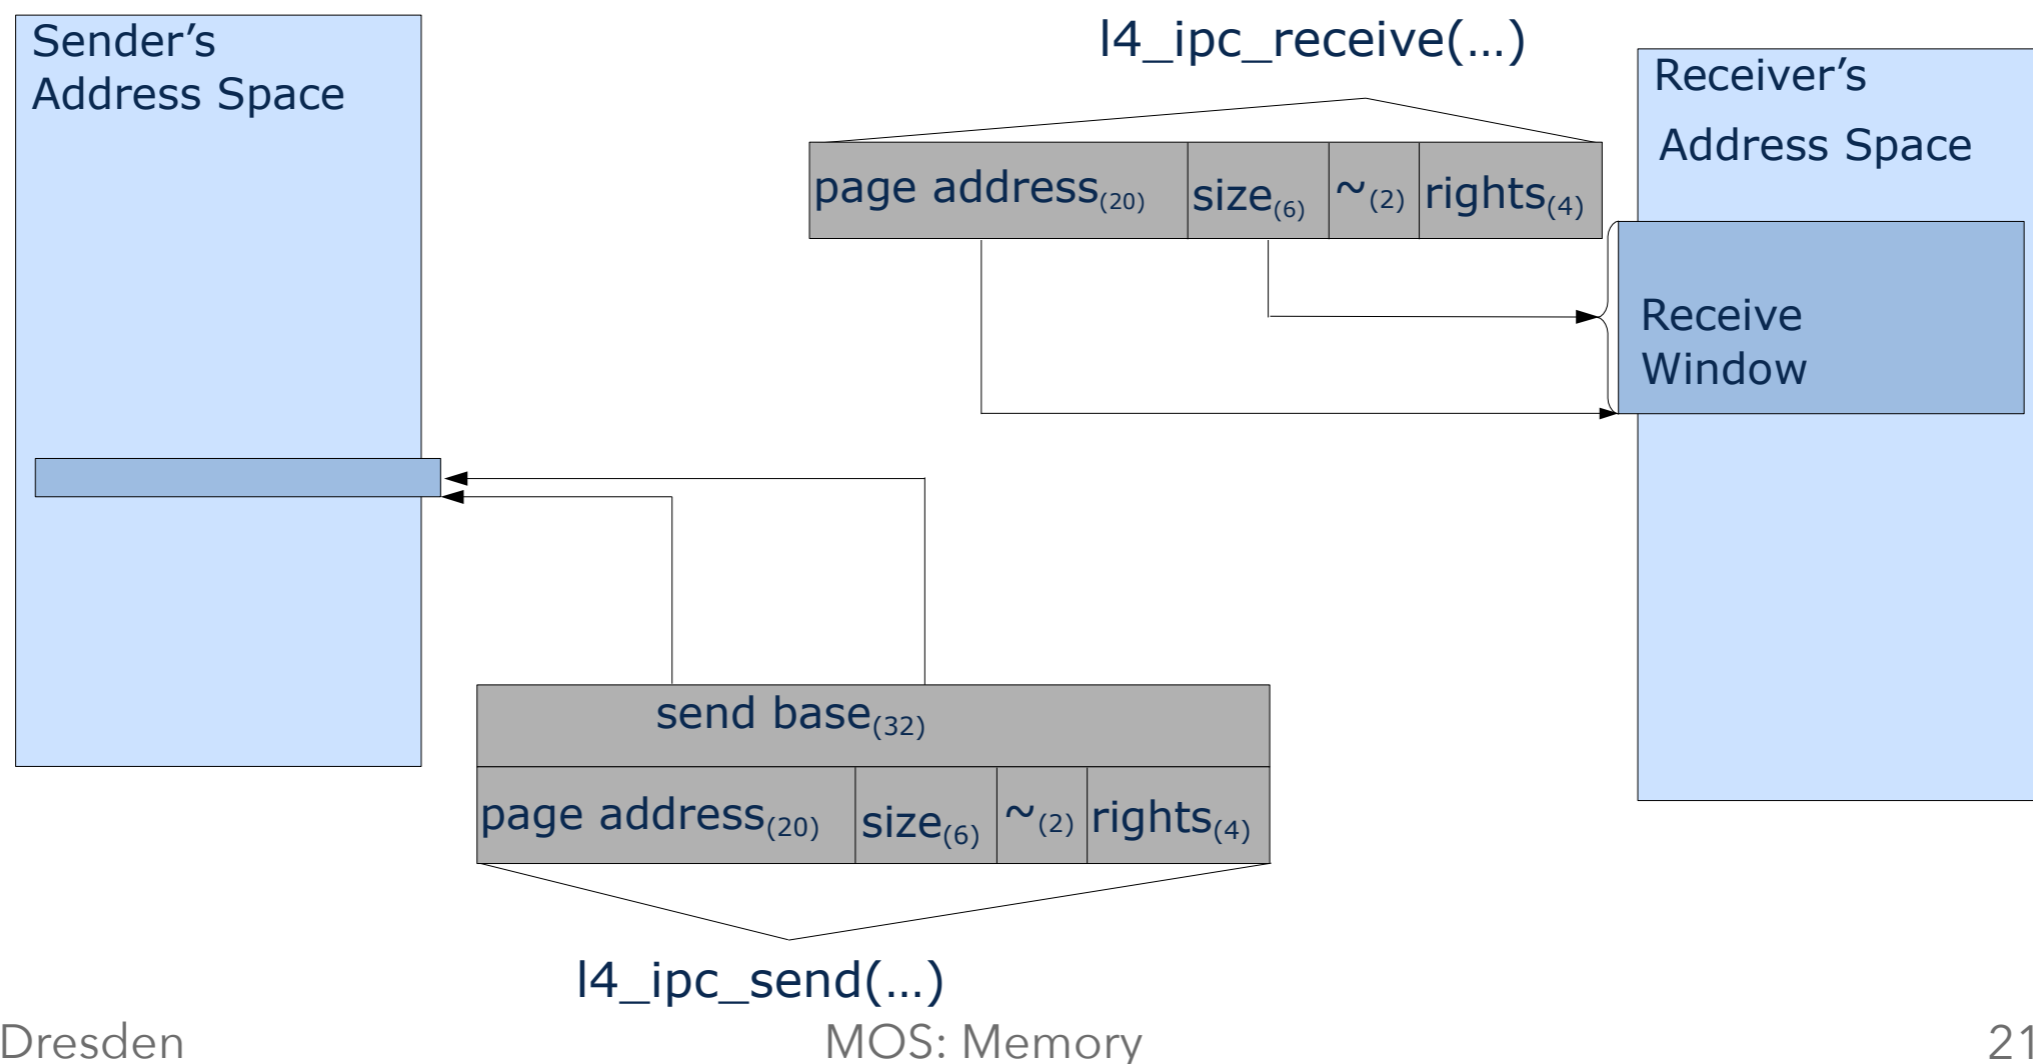 Sender’s
Address Space
l4_ipc_receive(…)
page address(20) size(6) ~(2) rights(4)
Receiver’s
Address Space
Receive
Window
send base(32)
page address(20) size(6) ~(2) rights(4)
l4_ipc_send(…)
Dresden MOS: Memory 21